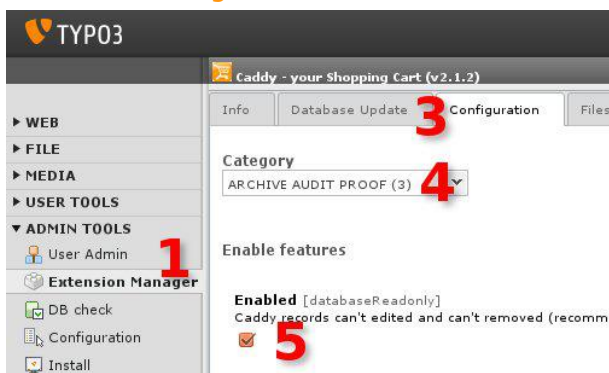 TYPO3
Caddy - your Shopping Cart (v2.1.2)
Info
Database Update
3
Configuration
Files
WEB
FILE
MEDIA
USER TOOLS
ADMIN TOOLS
User Admin
1
Extension Manager
DB check
Configuration
Install
Category
ARCHIVE AUDIT PROOF (3)
4
Enable features
Enabled [databaseReadonly]
Caddy records can't edited and can't removed (recomm
5